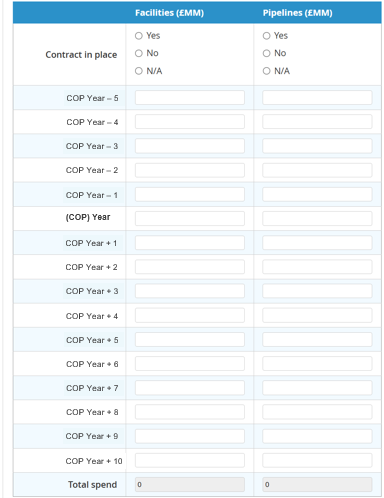 Facilities (£MM) Pipelines (£MM)
Contract in place
Yes Yes
No No
N/A N/A
COP Year – 5
COP Year – 4
COP Year – 3
COP Year – 2
COP Year – 1
(COP) Year
COP Year + 1
COP Year + 2
COP Year + 3
COP Year + 4
COP Year + 5
COP Year + 6
COP Year + 7
COP Year + 8
COP Year + 9
COP Year + 10
Total spend 0 0